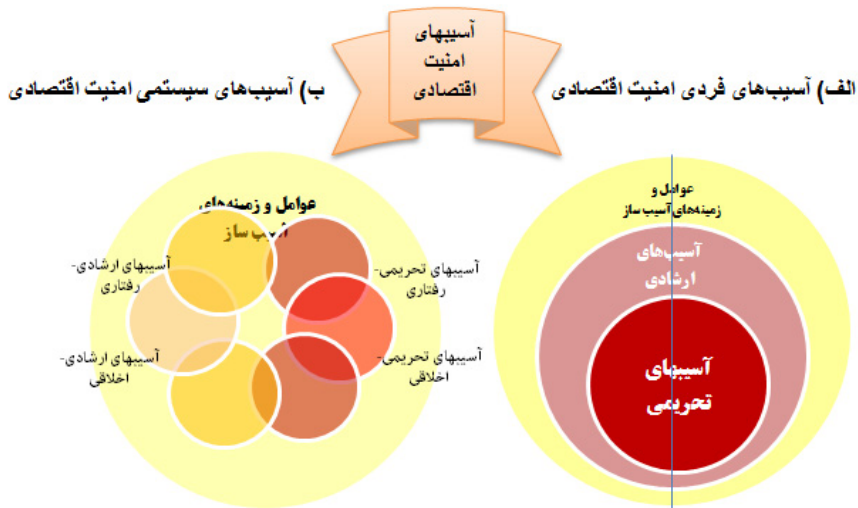 آسیبهای
امنیت
اقتصادی
الف) آسیب‌های فردی امنیت اقتصادی
ب) آسیب‌های سیستمی امنیت اقتصادی
عوامل و
زمینه‌های آسیب ساز
آسیب‌های
ارشادی
آسیبهای
تحریمی
عوامل و زمینه‌های
آسیب ساز
آسیبهای تحریمی-
رفتاری
آسیبهای تحریمی-
اخلاقی
آسیبهای ارشادی-
رفتاری
آسیبهای ارشادی-
اخلاقی